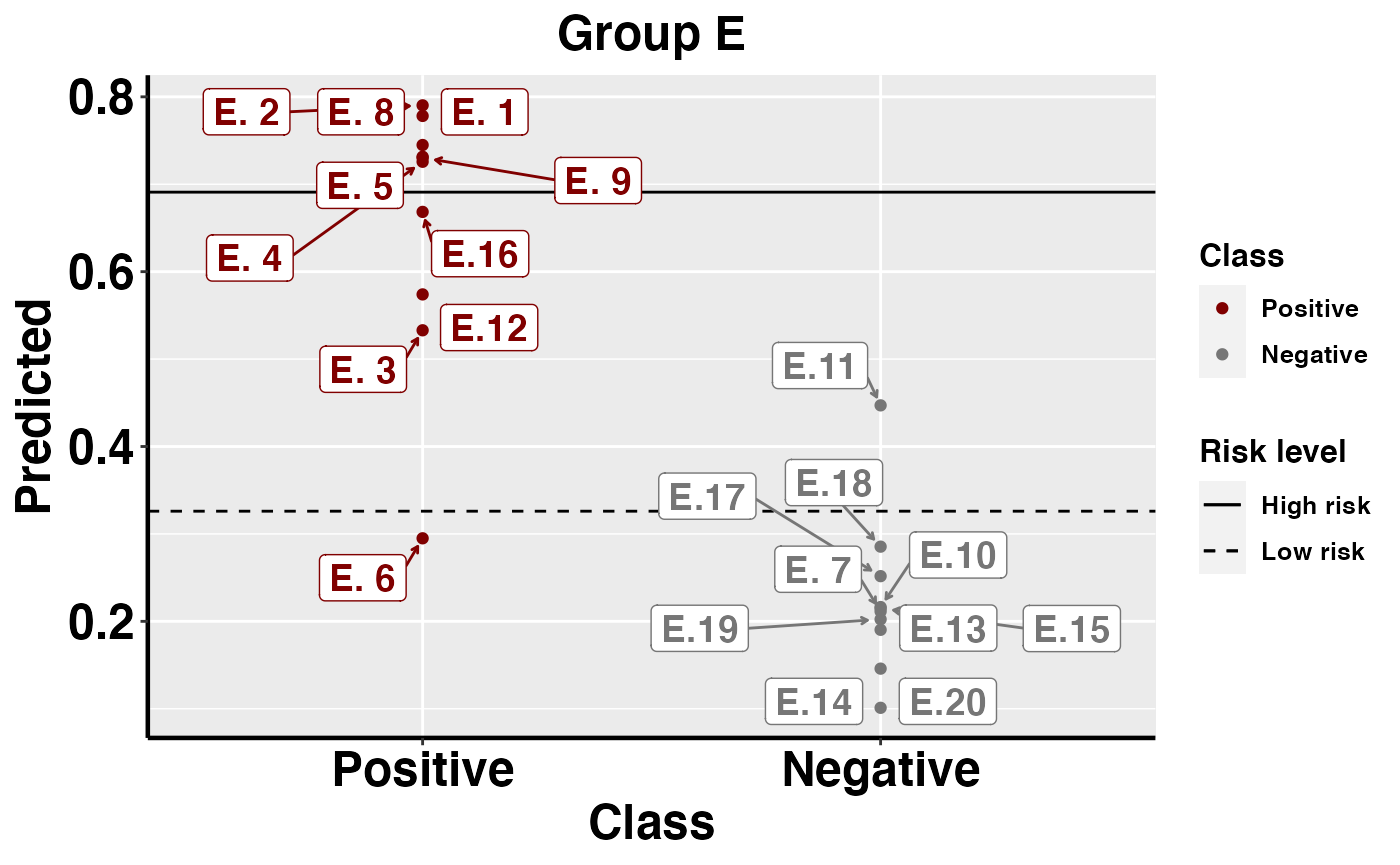 Group E
Predicted
0.8
0.6
0.4
0.2
E. 2
E. 8
E. 1
E. 5
E. 9
E. 4
E.16
E.12
E. 3
E. 6
E.11
E.18
E.17
E.10
E. 7
E.19
E.13
E.15
E.14
E.20
Positive
Negative
Class
Class
Positive
Negative
Risk level
High risk
Low risk